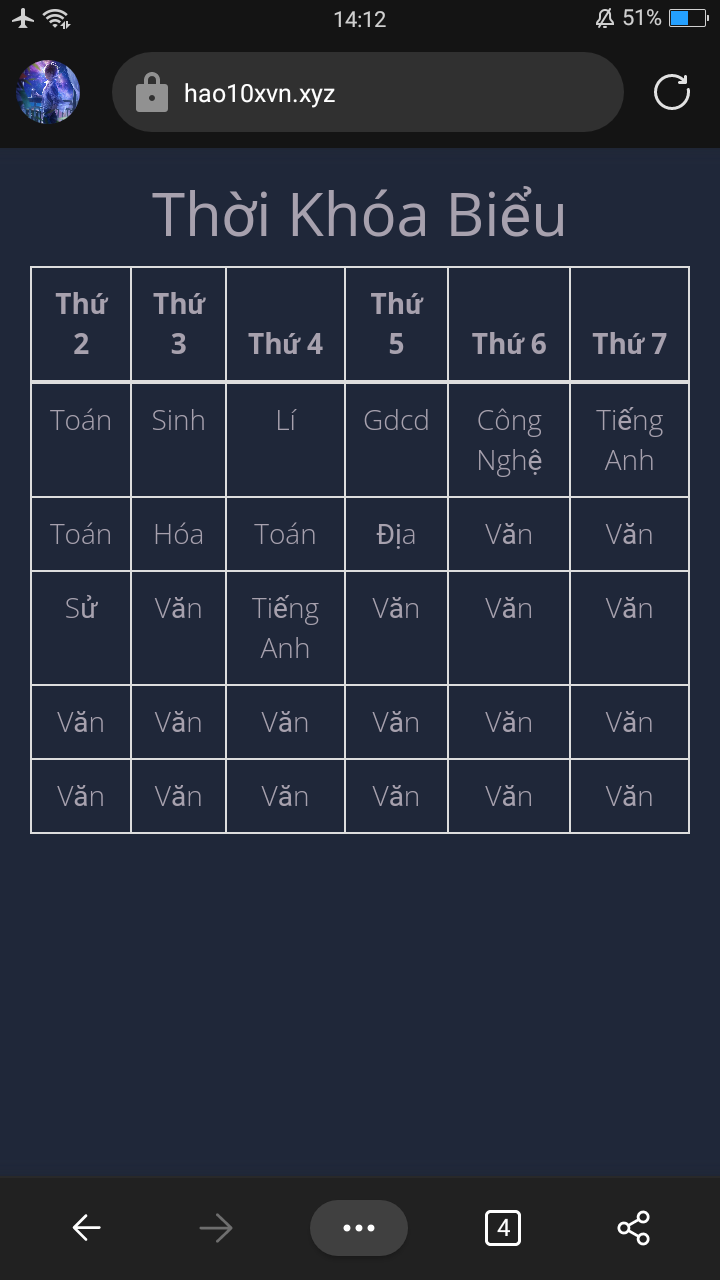 14:12
51%
hao10xvn.xyz
Thời Khóa Biểu
Thứ Thứ Thứ
2 3 Thứ 4 5 Thứ 6 Thứ 7
Toán Sinh Lí Gdcd Công Tiếng
Nghệ Anh
Toán Hóa Toán Địa Văn Văn
Sử Văn Tiếng Văn Văn Văn
Anh
Văn Văn Văn Văn Văn Văn
Văn Văn Văn Văn Văn Văn
4